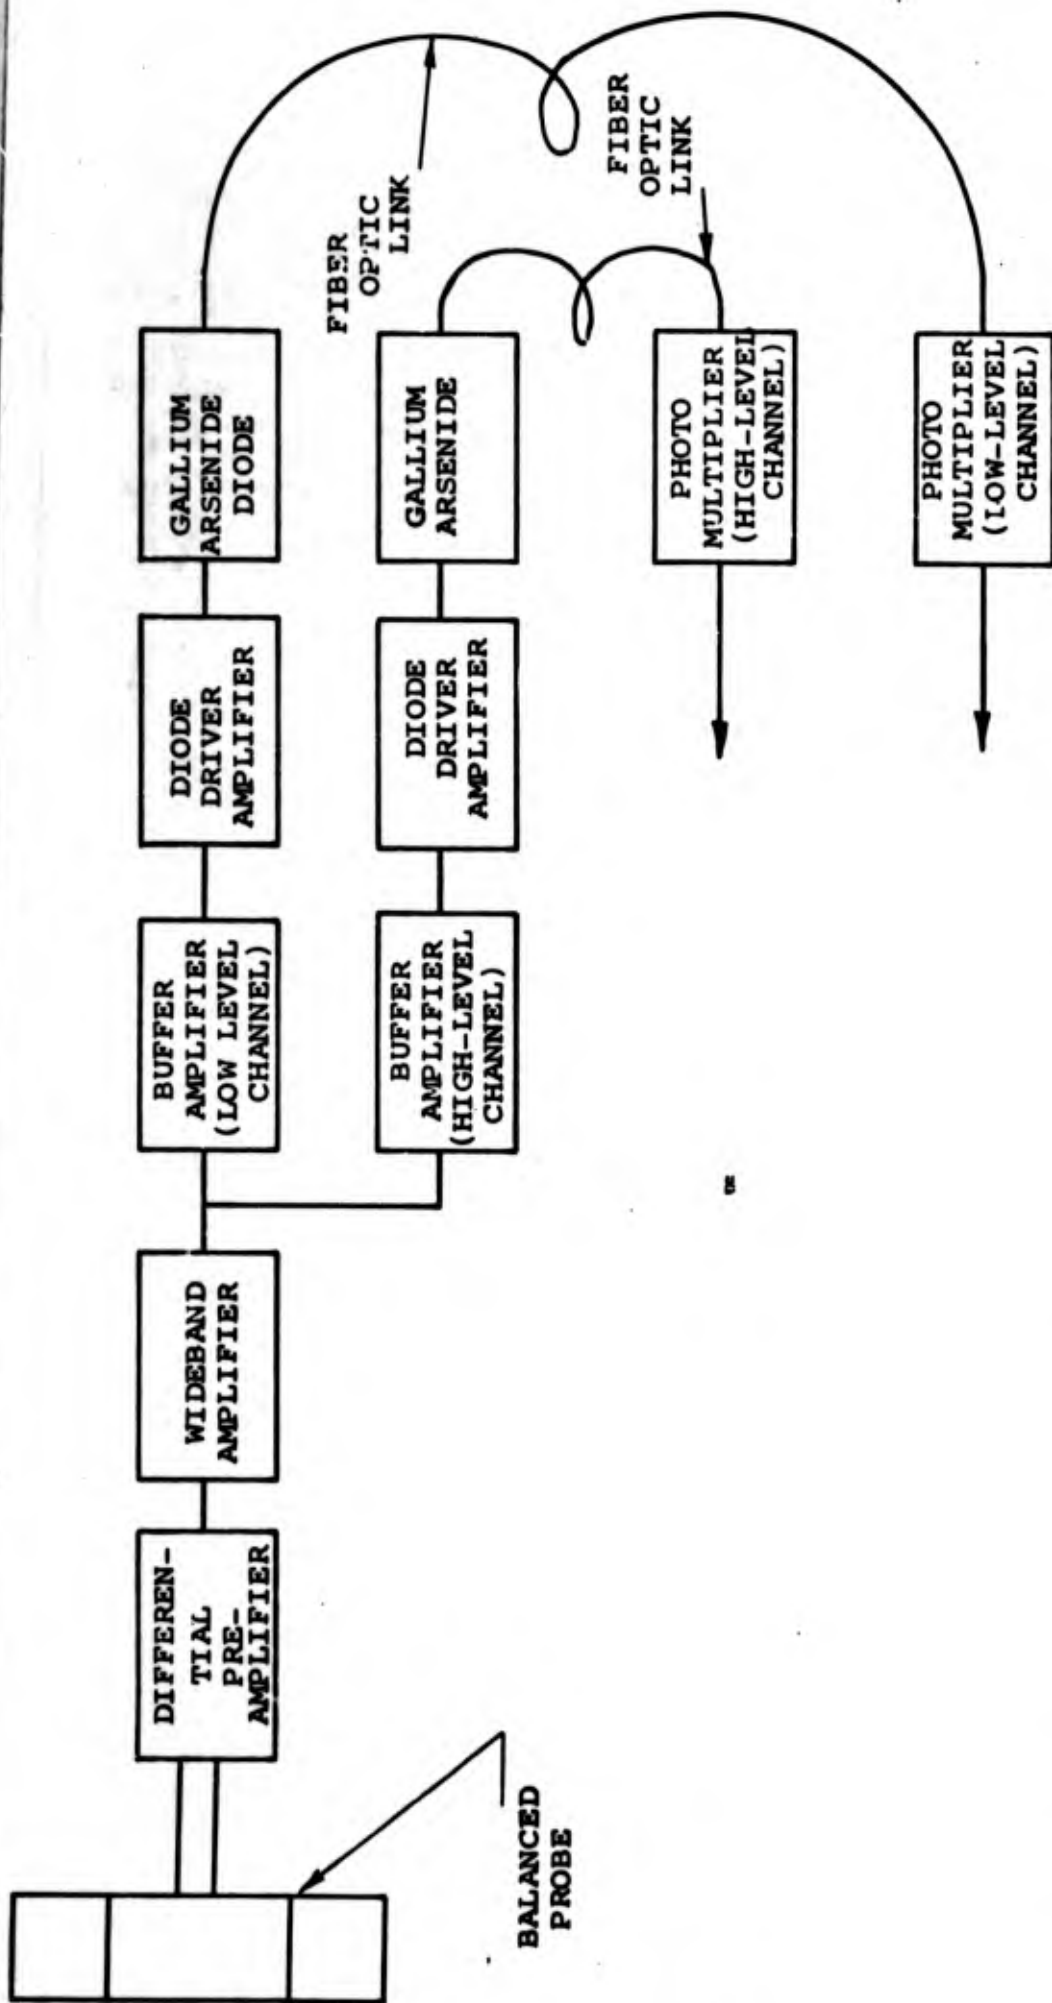 BALANCED
PROBE
DIFFEREN-
TIAL
PRE-
AMPLIFIER
WIDEBAND
AMPLIFIER
BUFFER
AMPLIFIER
(LOW LEVEL
CHANNEL)
DIODE
DRIVER
AMPLIFIER
GALLIUM
ARSENIDE
DIODE
FIBER
OPTIC
LINK
BUFFER
AMPLIFIER
(HIGH-LEVEL
CHANNEL)
DIODE
DRIVER
AMPLIFIER
GALLIUM
ARSENIDE
FIBER
OPTIC
LINK
PHOTO
MULTIPLIER
(HIGH-LEVEL
CHANNEL)
PHOTO
MULTIPLIER
(LOW-LEVEL
CHANNEL)